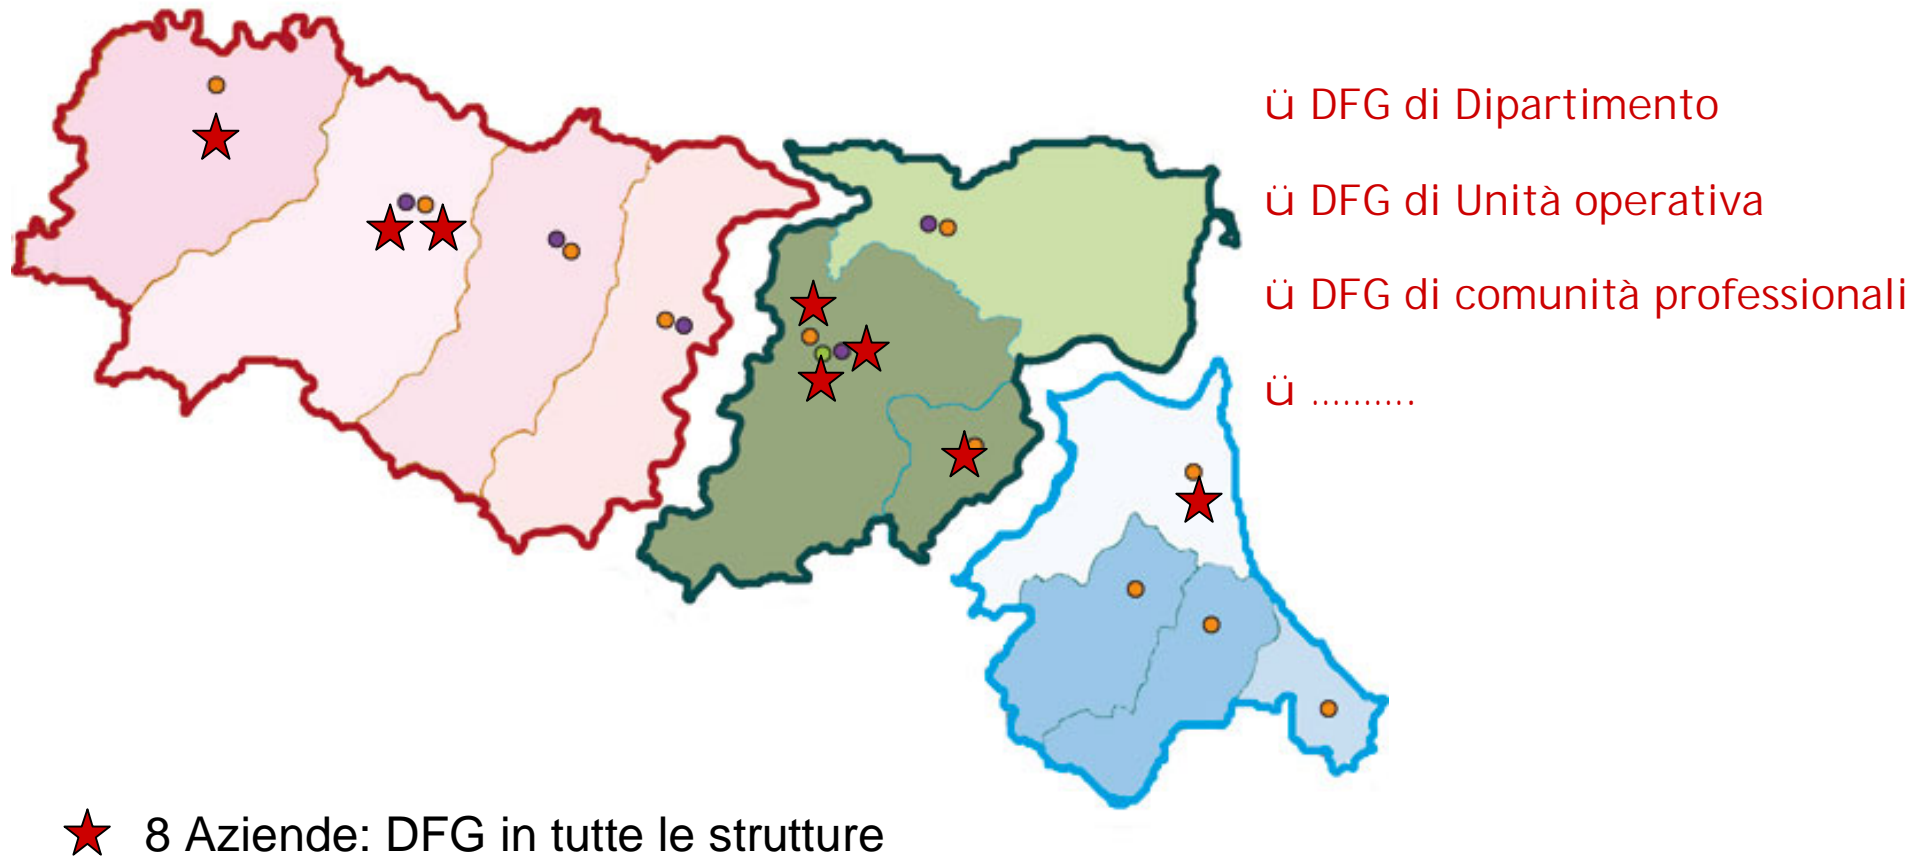 ü DFG di Dipartimento
ü DFG di Unità operativa
ü DFG di comunità professionali
ü ..........
8 Aziende: DFG in tutte le strutture